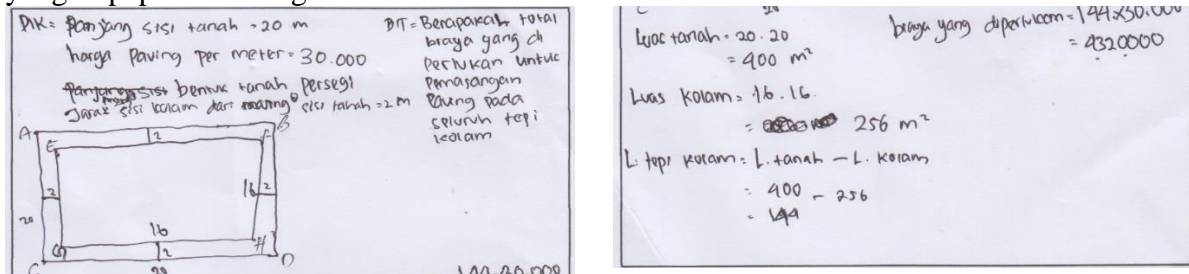 DIK = Panjang sisi tanah = 20 m
harga Paving Per meter = 30.000
bentuk tanah Persegi
Jarak sisi kolam dari masing sisi tanah = 2 m
DIT = Berapakah total
biaya yang di
Perlukan untuk
Pemasangan
Paving pada
seluruh tepi
kolam
A
B
E
2
F
2
16
2
20
16
G
2
H
C
20
D
144.30.000
C
20
Luas tanah = 20.20
= 400 m²
Luas Kolam = 16.16
= 256 m²
L. tepi kolam = L. tanah - L. Kolam
= 400 - 256
= 144
biaya yang diperlukan = 144x30.000
= 4320000